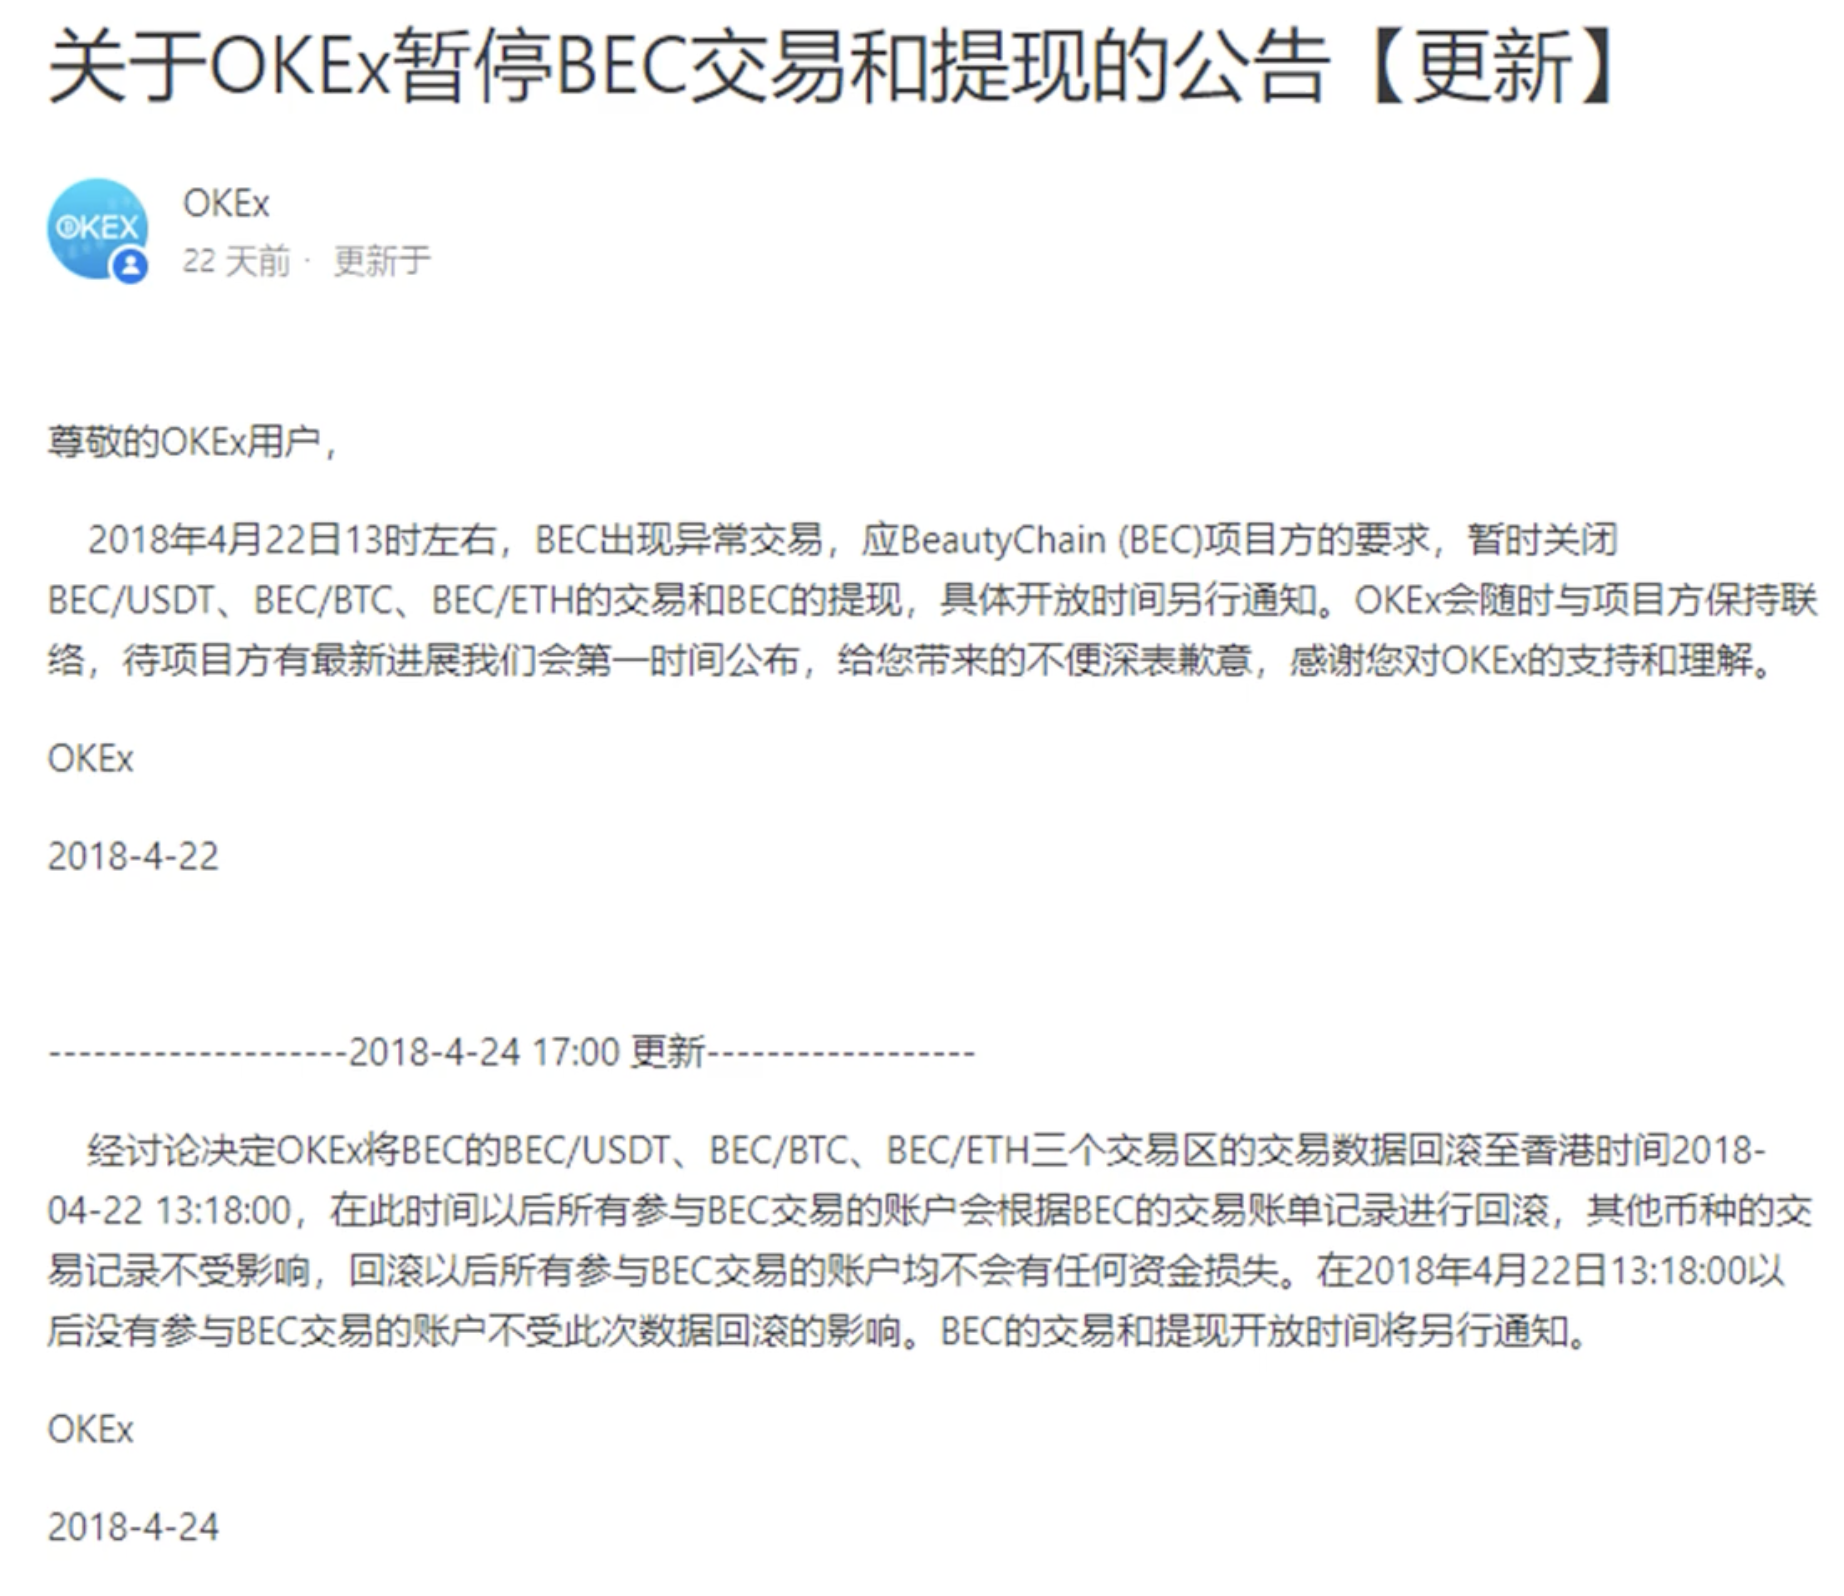 关于OKEx暂停BEC交易和提现的公告【更新】
OKEX
OKEx
22 天前 · 更新于
尊敬的OKEx用户，
2018年4月22日13时左右，BEC出现异常交易，应BeautyChain (BEC)项目方的要求，暂时关闭
BEC/USDT、BEC/BTC、BEC/ETH的交易和BEC的提现，具体开放时间另行通知。OKEx会随时与项目方保持联
络，待项目方有最新进展我们会第一时间公布，给您带来的不便深表歉意，感谢您对OKEx的支持和理解。
OKEx
2018-4-22
--------------------2018-4-24 17:00 更新------------------
经讨论决定OKEx将BEC的BEC/USDT、BEC/BTC、BEC/ETH三个交易区的交易数据回滚至香港时间2018-
04-22 13:18:00，在此时间以后所有参与BEC交易的账户会根据BEC的交易账单记录进行回滚，其他币种的交
易记录不受影响，回滚以后所有参与BEC交易的账户均不会有任何资金损失。在2018年4月22日13:18:00以
后没有参与BEC交易的账户不受此次数据回滚的影响。BEC的交易和提现开放时间将另行通知。
OKEx
2018-4-24